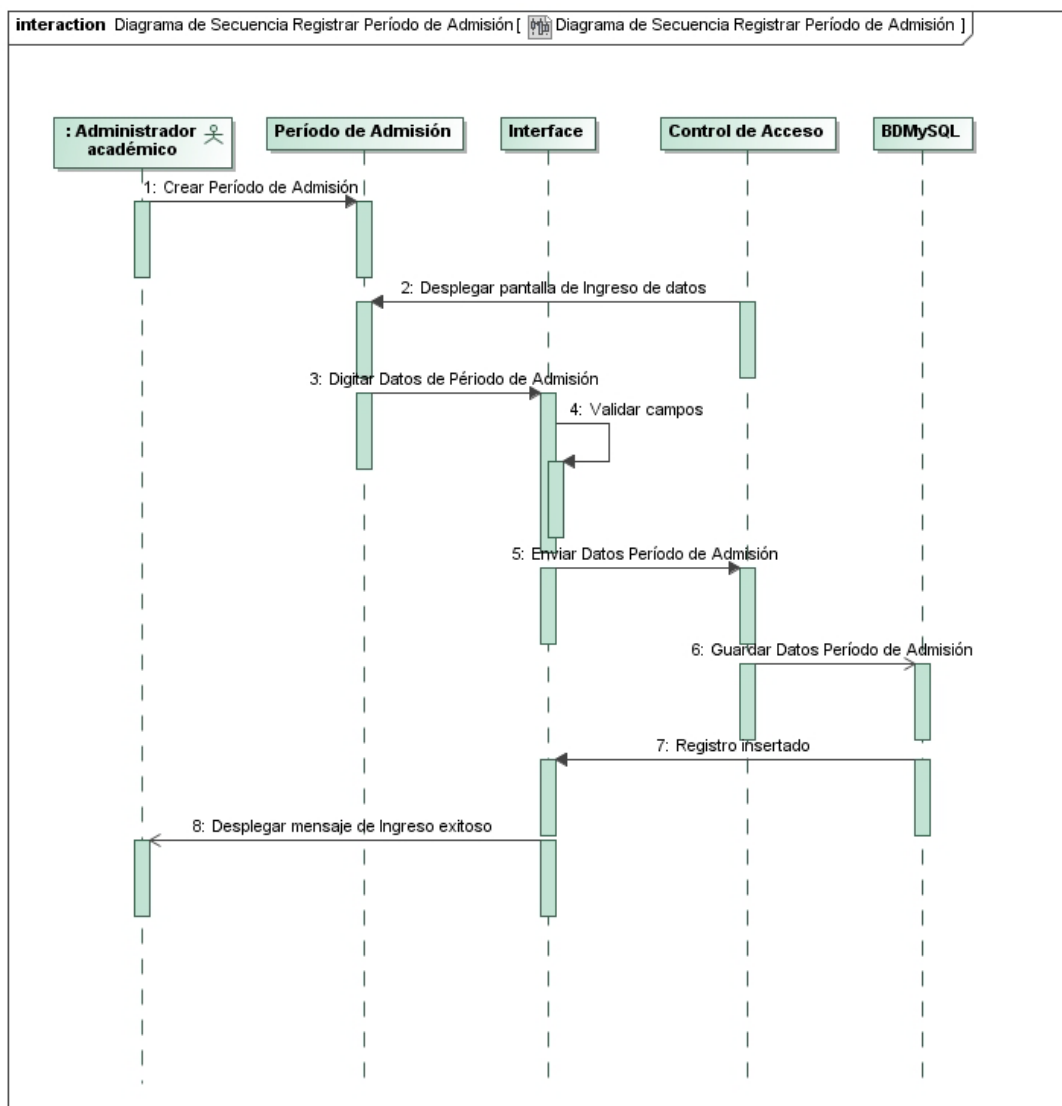 interaction Diagrama de Secuencia Registrar Período de Admisión [ Diagrama de Secuencia Registrar Período de Admisión ]
: Administrador
académico
Período de Admisión
Interface
Control de Acceso
BDMySQL
1: Crear Período de Admisión
2: Desplegar pantalla de Ingreso de datos
3: Digitar Datos de Périodo de Admisión
4: Validar campos
5: Enviar Datos Período de Admisión
6: Guardar Datos Período de Admisión
7: Registro insertado
8: Desplegar mensaje de Ingreso exitoso